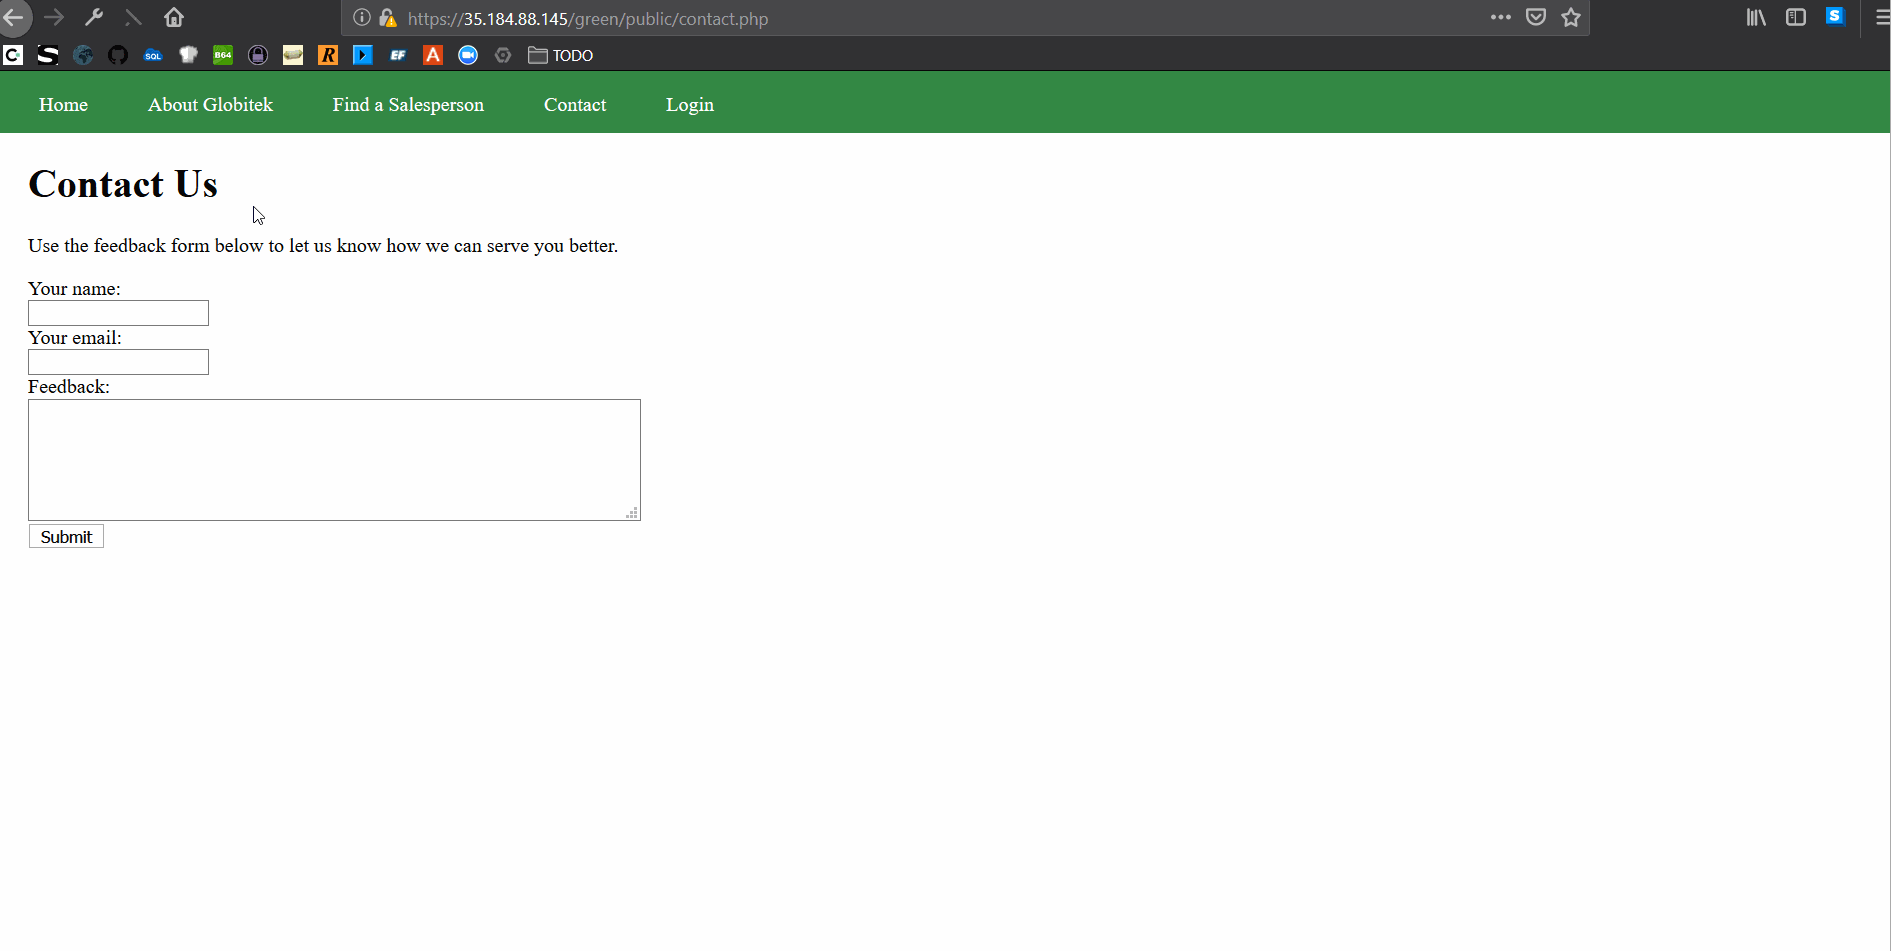 https://35.184.88.145/green/public/contact.php
C S SQL B64 R EF A TODO S
Home About Globitek Find a Salesperson Contact Login
Contact Us
Use the feedback form below to let us know how we can serve you better.
Your name:
Your email:
Feedback:
Submit